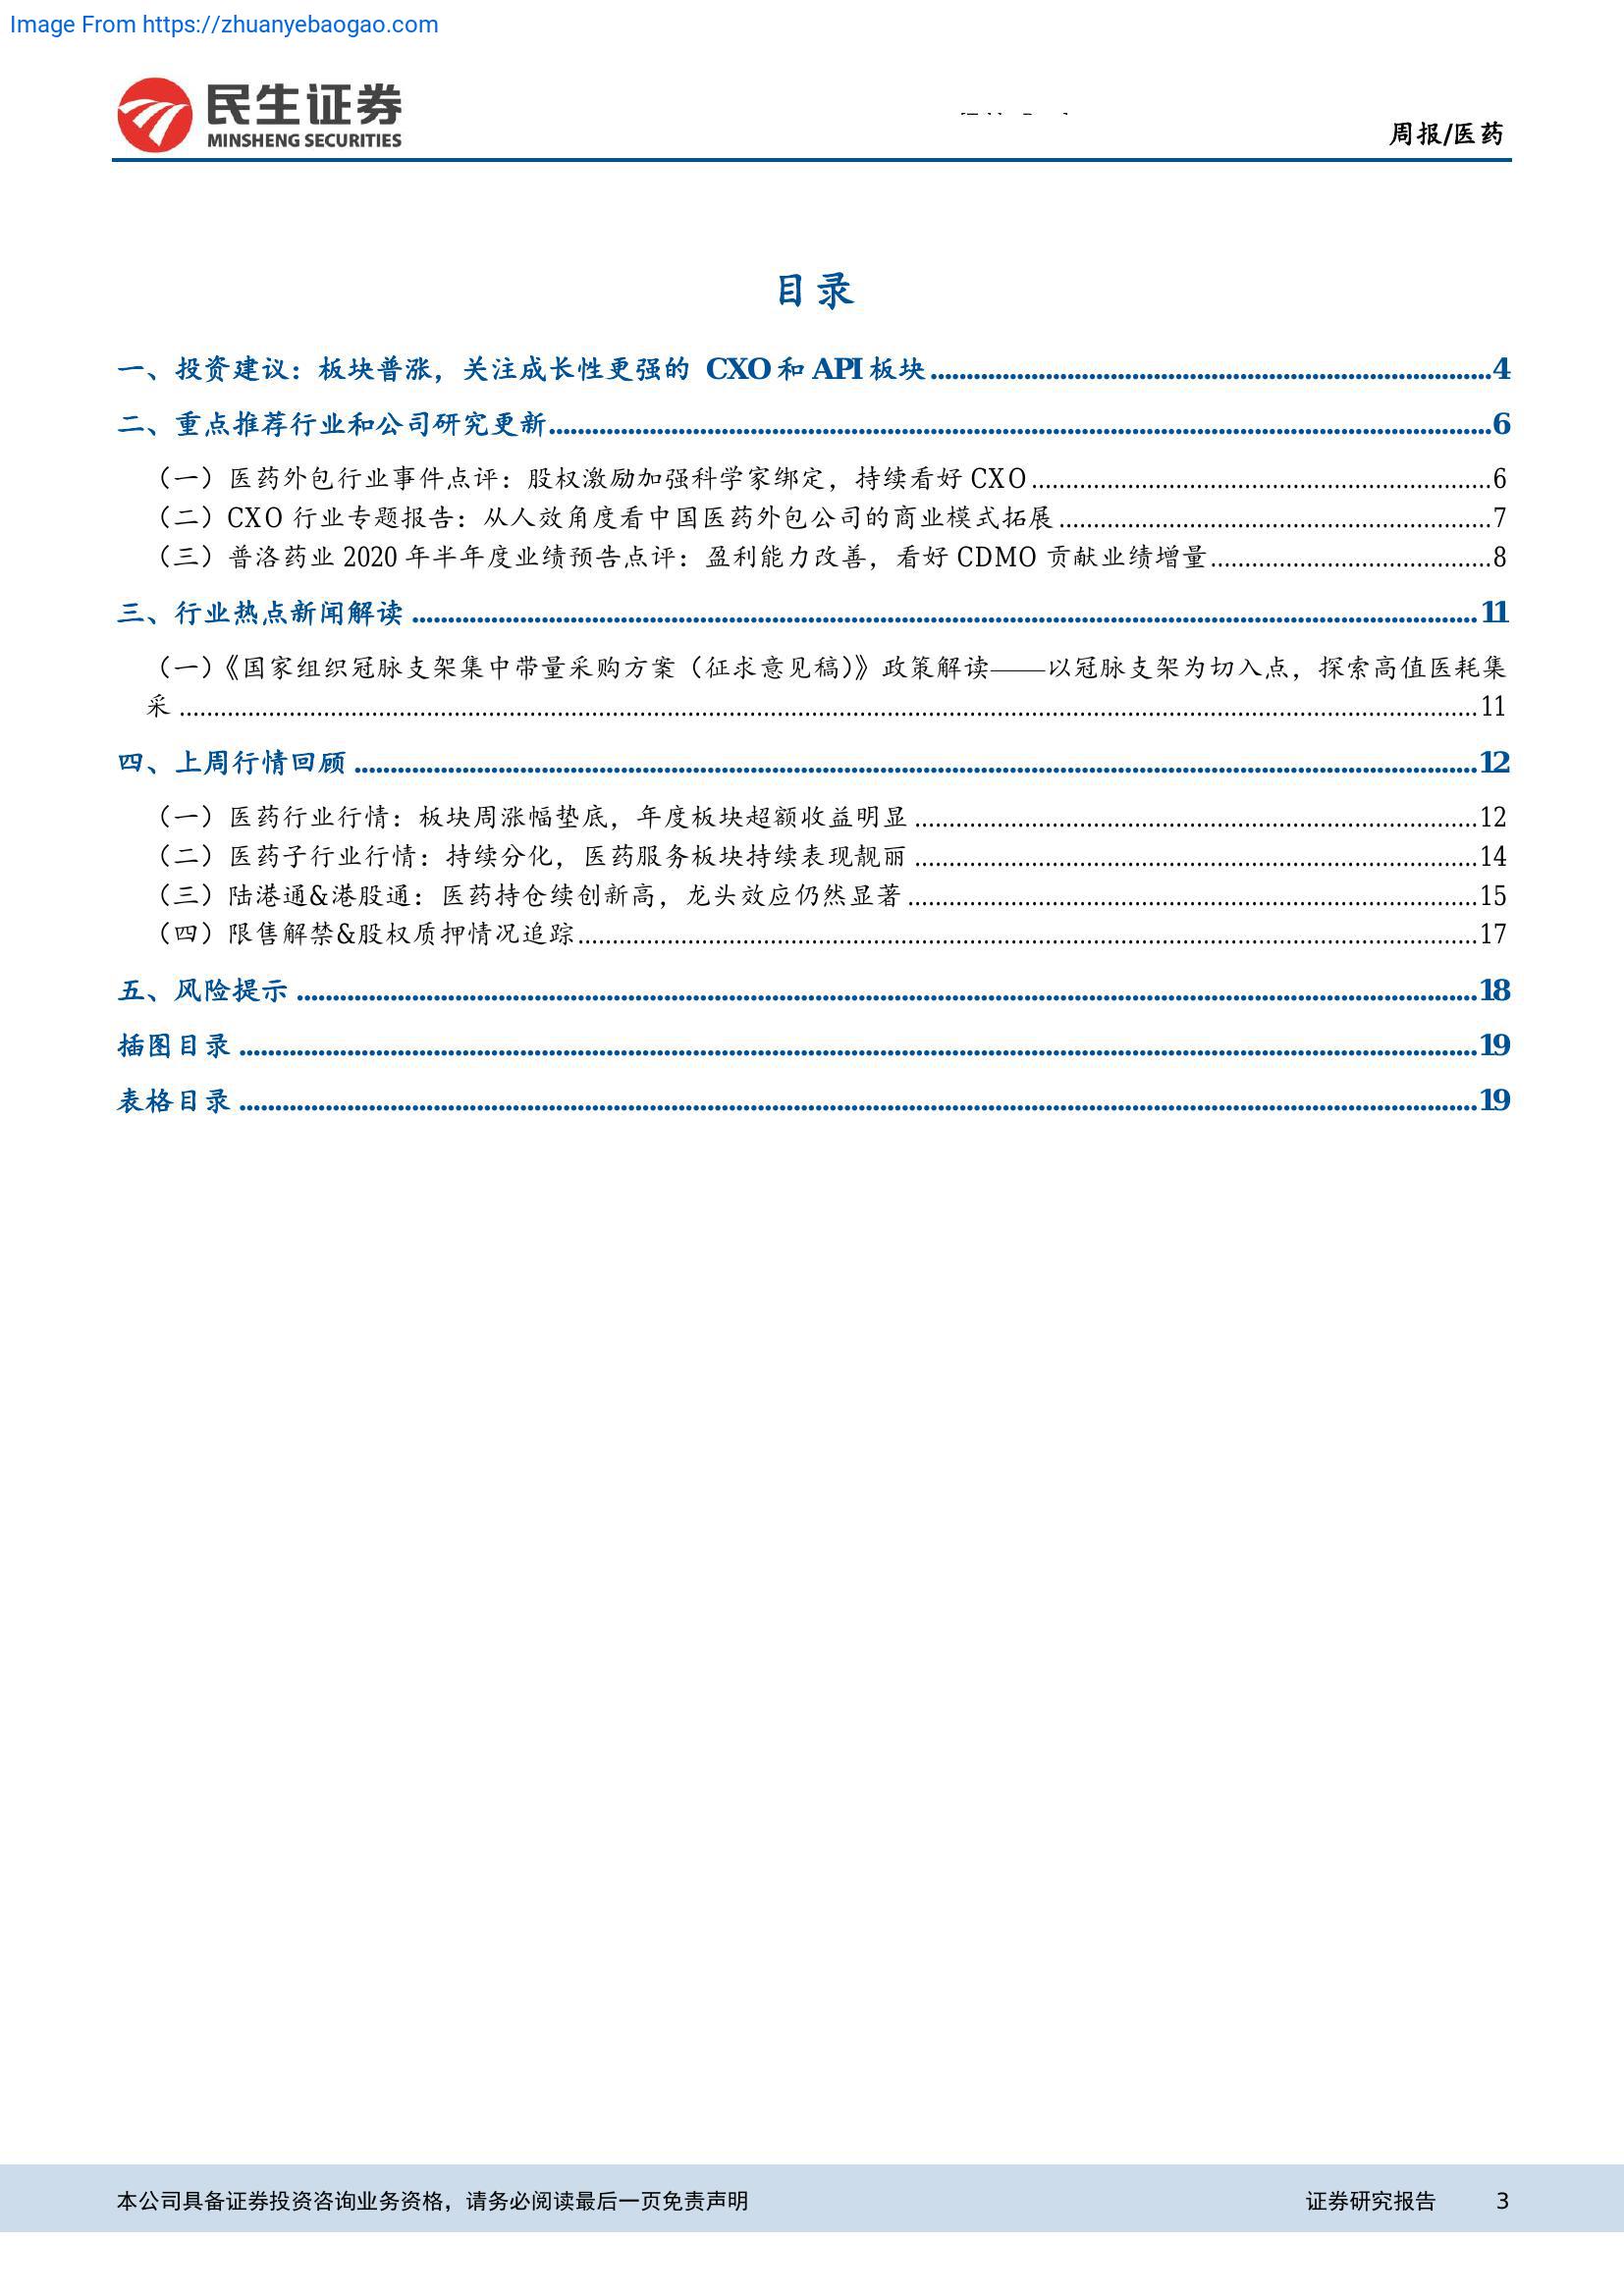 Image From https://zhuanyebaogao.com
民生证券
MINSHENG SECURITIES
周报/医药
目录
一、投资建议：板块普涨，关注成长性更强的 CXO 和 API 板块........................4
二、重点推荐行业和公司研究更新........................6
（一）医药外包行业事件点评：股权激励加强科学家绑定，持续看好 CXO........................6
（二）CXO 行业专题报告：从人效角度看中国医药外包公司的商业模式拓展........................7
（三）普洛药业 2020 年半年度业绩预告点评：盈利能力改善，看好 CDMO 贡献业绩增量........................8
三、行业热点新闻解读........................11
（一）《国家组织冠脉支架集中带量采购方案（征求意见稿）》政策解读——以冠脉支架为切入点，探索高值医耗集
采........................11
四、上周行情回顾........................12
（一）医药行业行情：板块周涨幅垫底，年度板块超额收益明显........................12
（二）医药子行业行情：持续分化，医药服务板块持续表现靓丽........................14
（三）陆港通&港股通：医药持仓续创新高，龙头效应仍然显著........................15
（四）限售解禁&股权质押情况追踪........................17
五、风险提示........................18
插图目录........................19
表格目录........................19
本公司具备证券投资咨询业务资格，请务必阅读最后一页免责声明 证券研究报告 3